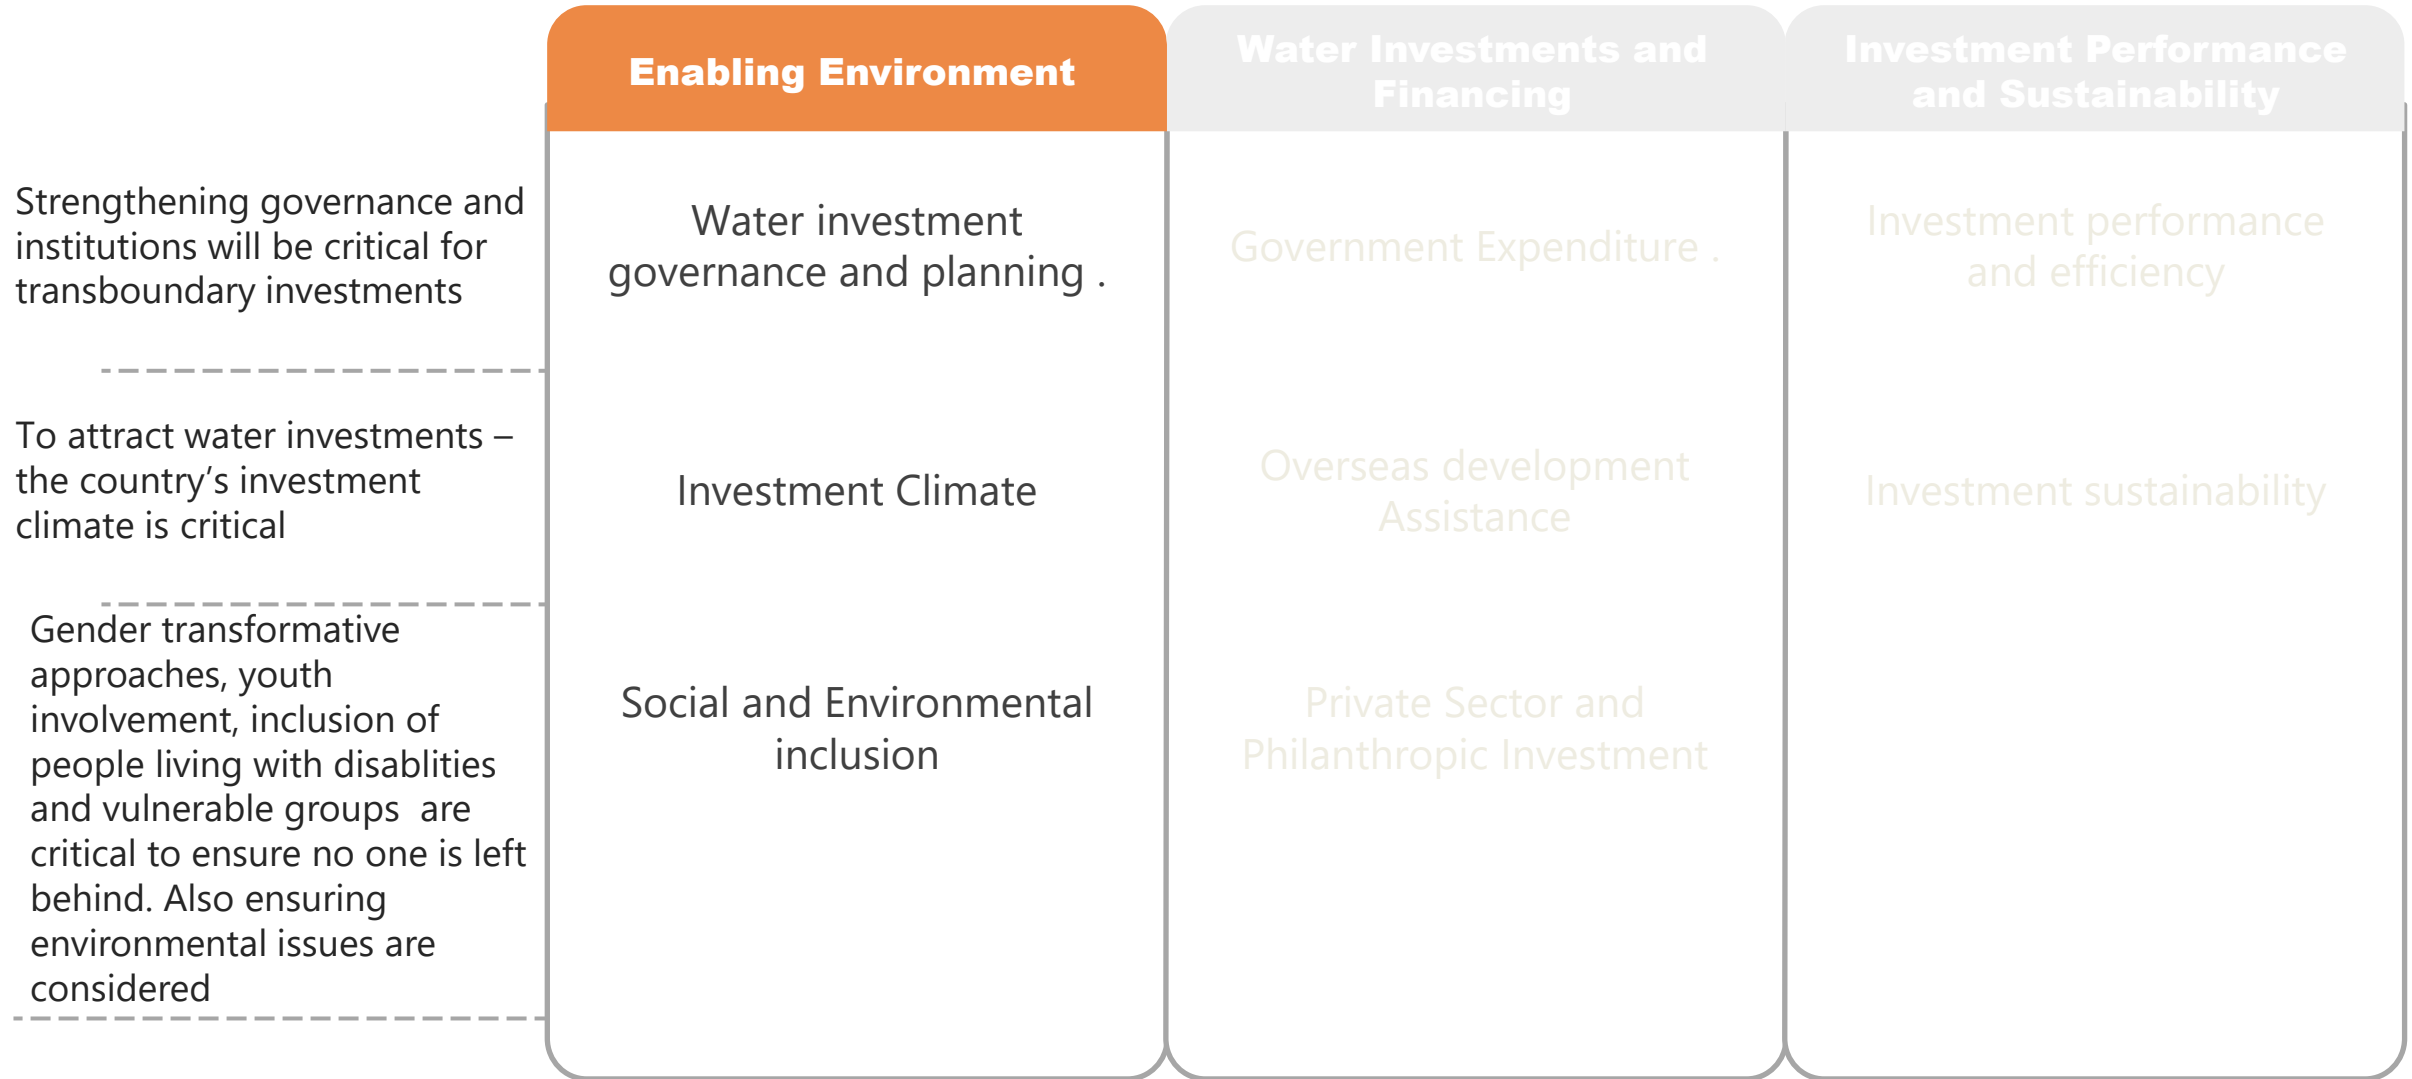 Enabling Environment
Water Investments and
Financing
Investment Performance
and Sustainability
Strengthening governance and
institutions will be critical for
transboundary investments
Water investment
governance and planning .
Government Expenditure .
Investment performance
and efficiency
To attract water investments –
the country’s investment
climate is critical
Investment Climate
Overseas development
Assistance
Investment sustainability
Gender transformative
approaches, youth
involvement, inclusion of
people living with disablities
and vulnerable groups  are
critical to ensure no one is left
behind. Also ensuring
environmental issues are
considered
Social and Environmental
inclusion
Private Sector and
Philanthropic Investment